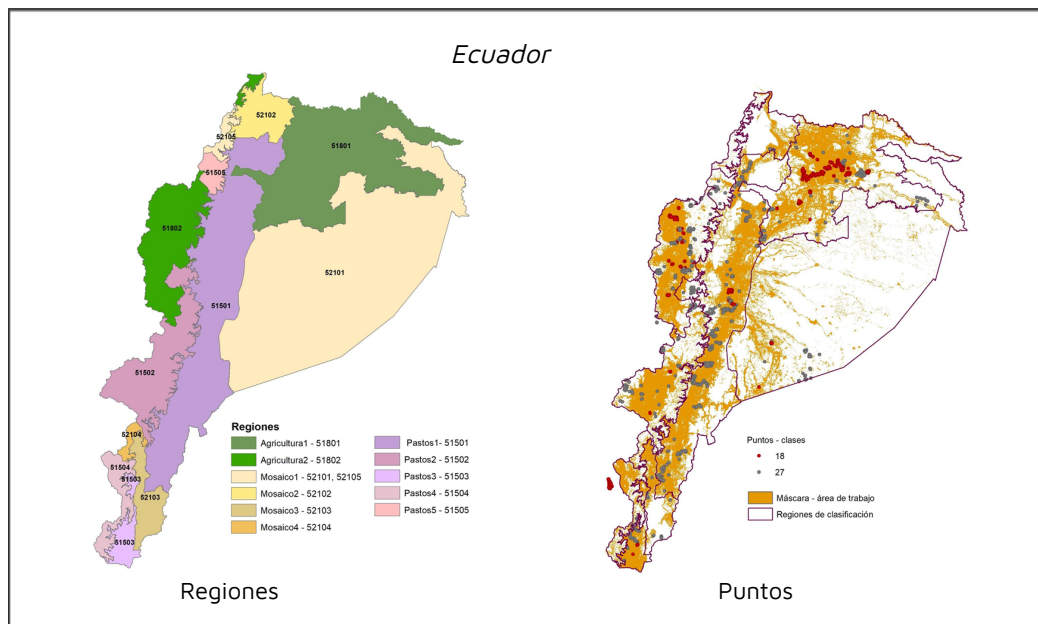 Ecuador
52102
52105
51801
51505
51802
52101
51501
51502
52104
51504
51503
52103
51503
Regiones
Agricultura1 - 51801
Agricultura2 - 51802
Mosaico1 - 52101, 52105
Mosaico2 - 52102
Mosaico3 - 52103
Mosaico4 - 52104
Pastos1- 51501
Pastos2 - 51502
Pastos3 - 51503
Pastos4 - 51504
Pastos5 - 51505
Regiones
Puntos - clases
18
27
Máscara - área de trabajo
Regiones de clasificación
Puntos